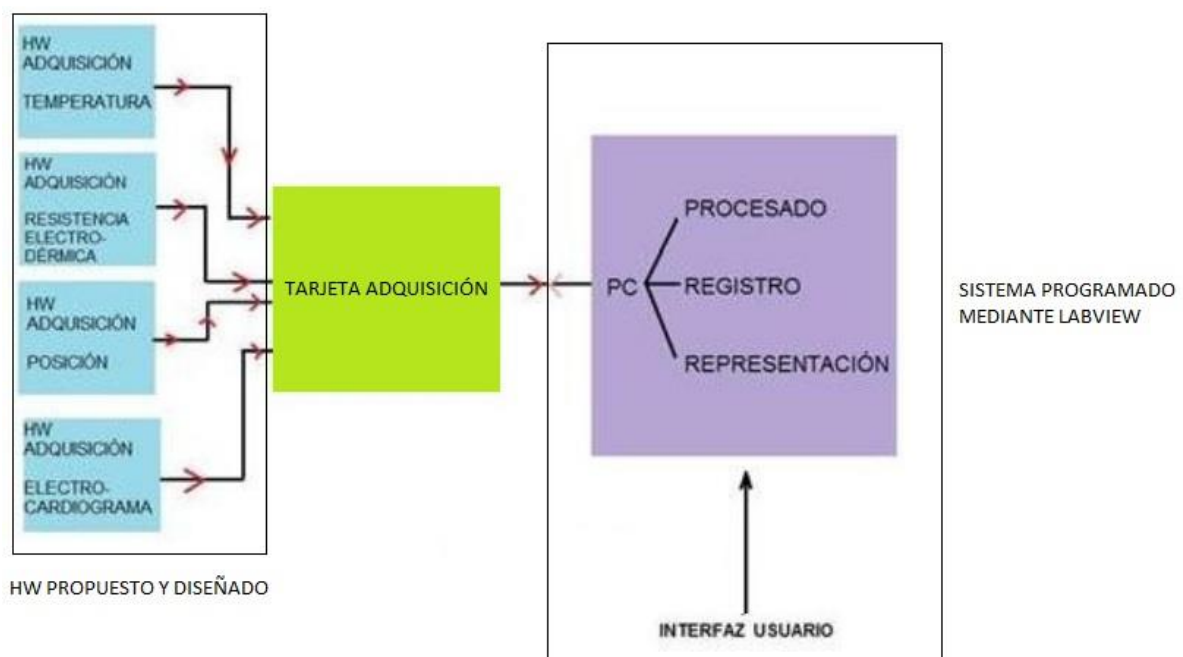 HW
ADQUISICIÓN
TEMPERATURA
HW
ADQUISICIÓN
RESISTENCIA
ELECTRO-
DÉRMICA
HW
ADQUISICIÓN
POSICIÓN
HW
ADQUISICIÓN
ELECTRO-
CARDIOGRAMA
HW PROPUESTO Y DISEÑADO
TARJETA ADQUISICIÓN
PC
PROCESADO
REGISTRO
REPRESENTACIÓN
INTERFAZ USUARIO
SISTEMA PROGRAMADO
MEDIANTE LABVIEW